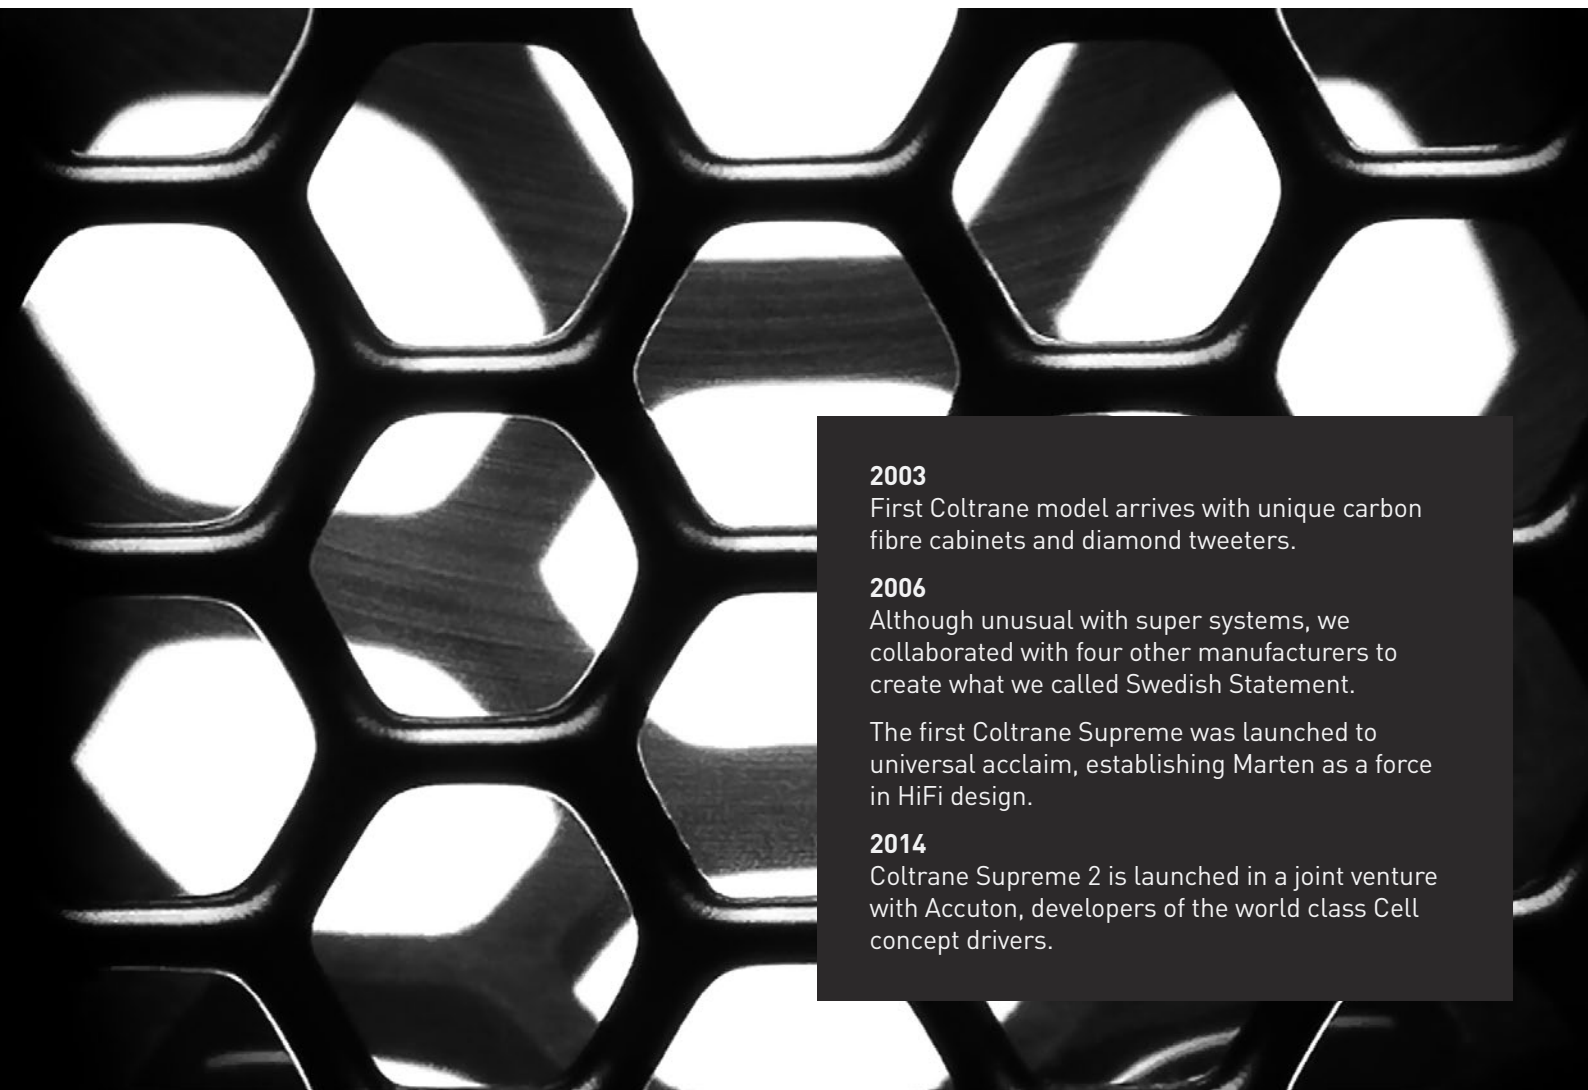 2003
First Coltrane model arrives with unique carbon
fibre cabinets and diamond tweeters.
2006
Although unusual with super systems, we
collaborated with four other manufacturers to
create what we called Swedish Statement.
The first Coltrane Supreme was launched to
universal acclaim, establishing Marten as a force
in HiFi design.
2014
Coltrane Supreme 2 is launched in a joint venture
with Accuton, developers of the world class Cell
concept drivers.